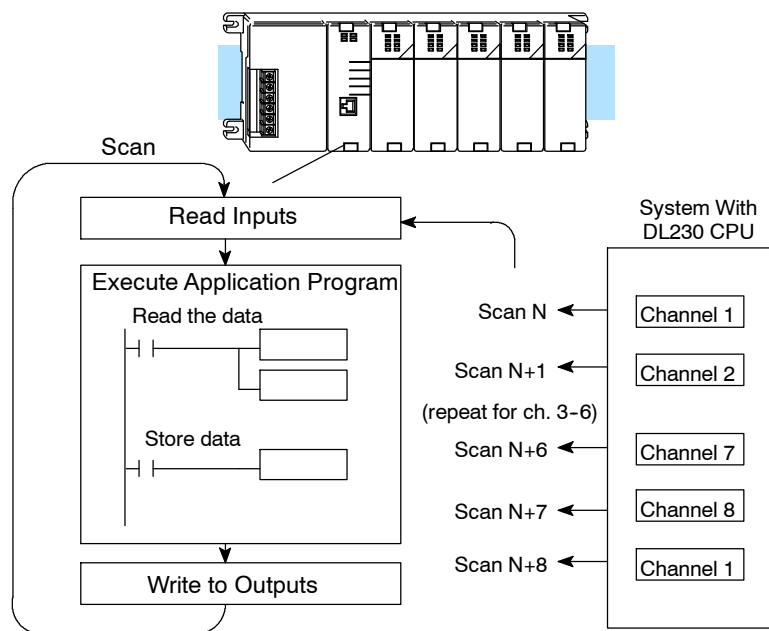 Scan
Read Inputs
Execute Application Program
Read the data
Store data
Write to Outputs
System With
DL230 CPU
Scan N
Channel 1
Scan N+1
Channel 2
(repeat for ch. 3-6)
Scan N+6
Channel 7
Scan N+7
Channel 8
Scan N+8
Channel 1